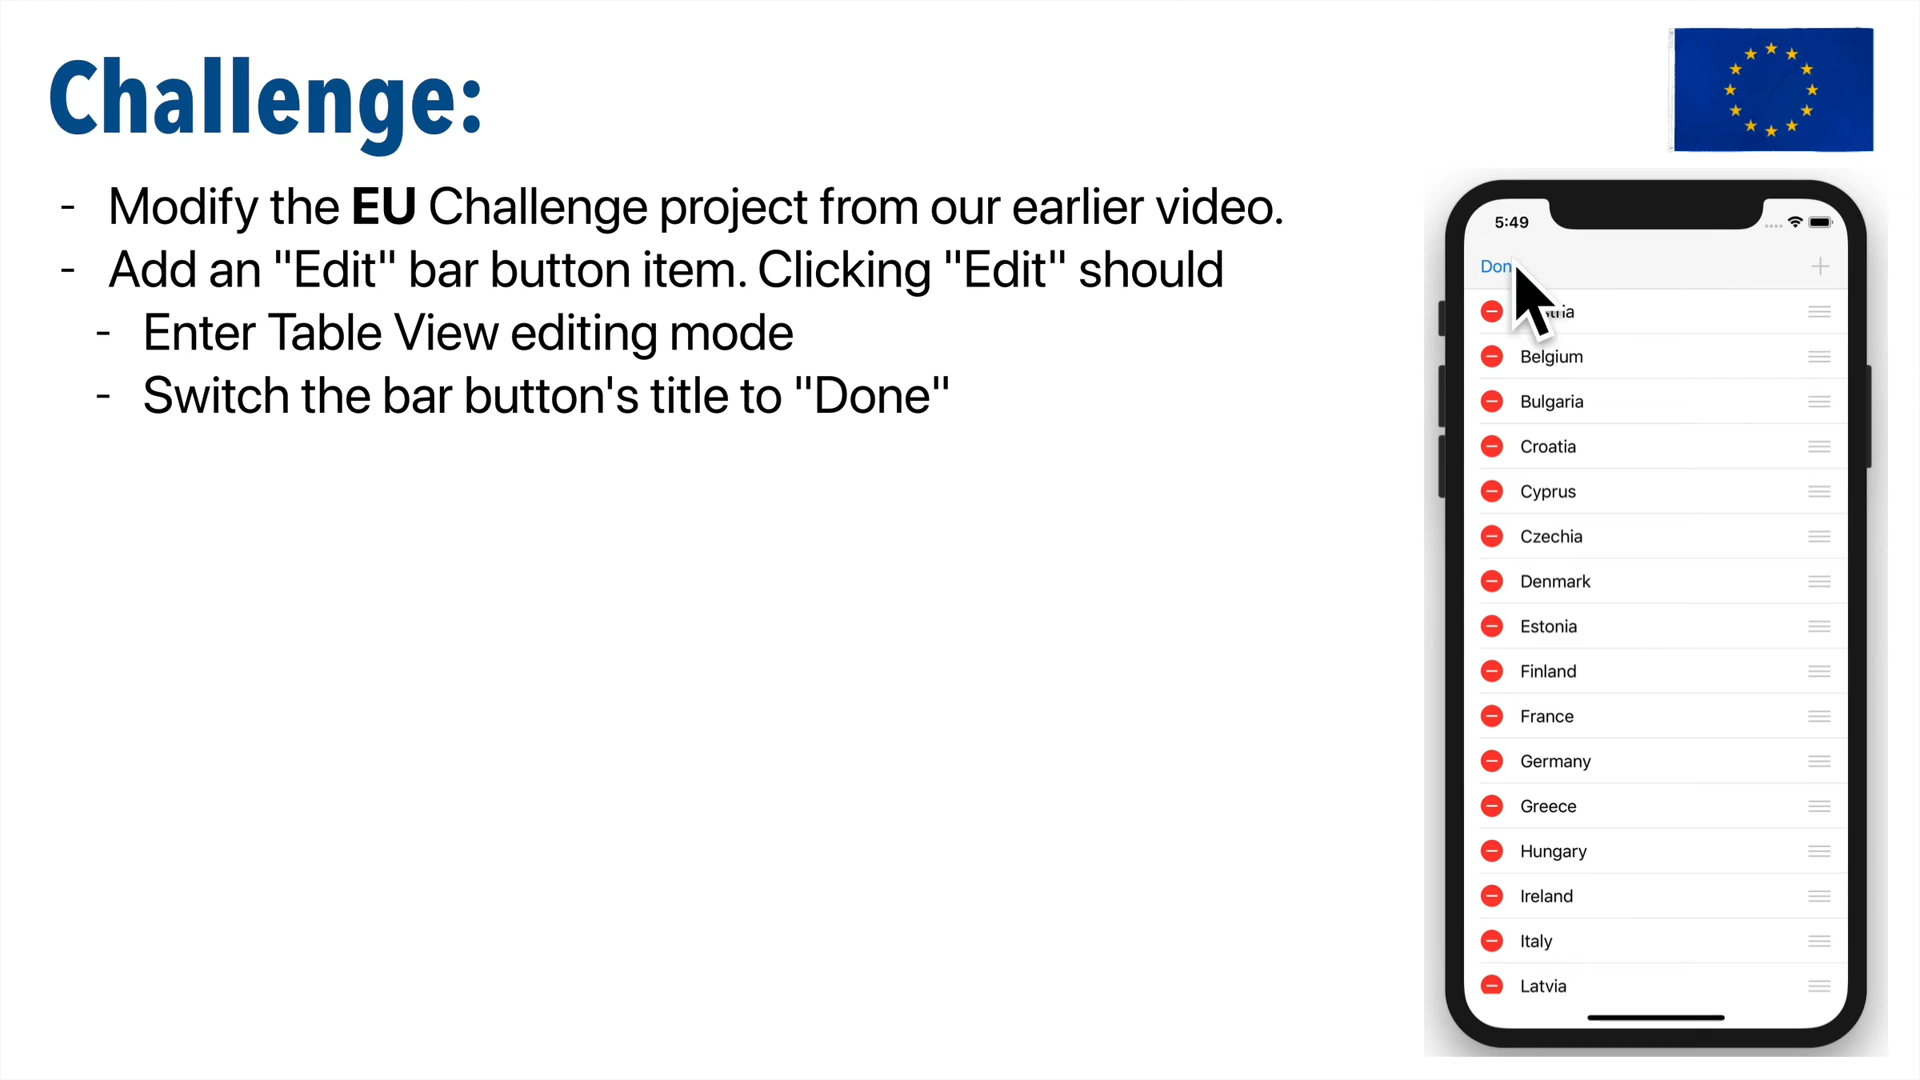 Challenge:
- Modify the EU Challenge project from our earlier video.
- Add an "Edit" bar button item. Clicking "Edit" should
- Enter Table View editing mode
- Switch the bar button's title to "Done"
5:49
Belgium
Bulgaria
Croatia
Cyprus
Czechia
Denmark
Estonia
Finland
France
Germany
Greece
Hungary
Ireland
Italy
Latvia